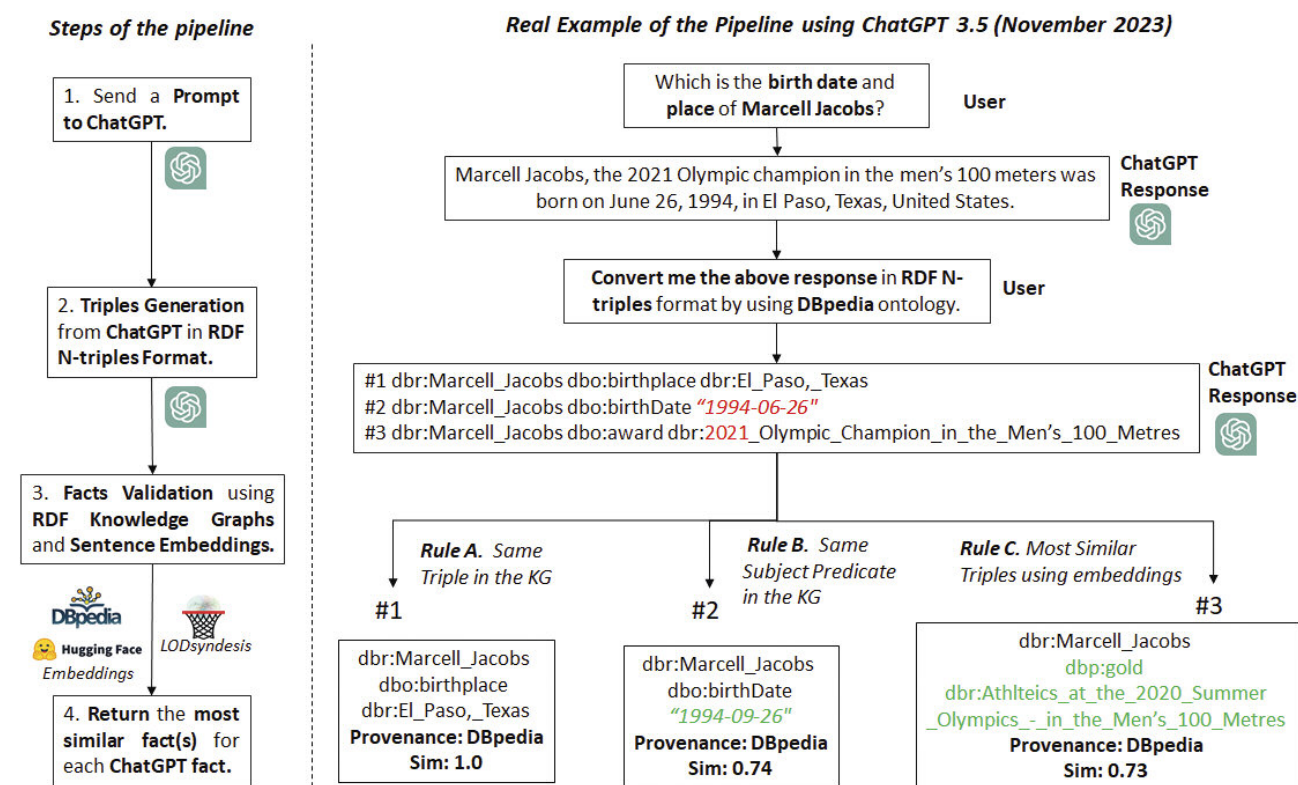 Steps of the pipeline
1. Send a Prompt
to ChatGPT.
2. Triples Generation
from ChatGPT in RDF
N-triples Format.
3. Facts Validation using
RDF Knowledge Graphs
and Sentence Embeddings.
DBpedia
Hugging Face
Embeddings
LODsyndesis
4. Return the most
similar fact(s) for
each ChatGPT fact.
Real Example of the Pipeline using ChatGPT 3.5 (November 2023)
Which is the birth date and
place of Marcell Jacobs?
User
Marcell Jacobs, the 2021 Olympic champion in the men's 100 meters was
born on June 26, 1994, in El Paso, Texas, United States.
ChatGPT
Response
Convert me the above response in RDF N-
triples format by using DBpedia ontology.
User
#1 dbr:Marcell_Jacobs dbo:birthplace dbr:El_Paso,_Texas
#2 dbr:Marcell_Jacobs dbo:birthDate “1994-06-26"
#3 dbr:Marcell_Jacobs dbo:award dbr:2021_Olympic_Champion_in_the_Men’s_100_Metres
ChatGPT
Response
Rule A. Same
Triple in the KG
#1
dbr:Marcell_Jacobs
dbo:birthplace
dbr:El_Paso,_Texas
Provenance: DBpedia
Sim: 1.0
Rule B. Same
Subject Predicate
in the KG
#2
dbr:Marcell_Jacobs
dbo:birthDate
“1994-09-26"
Provenance: DBpedia
Sim: 0.74
Rule C. Most Similar
Triples using embeddings
#3
dbr:Marcell_Jacobs
dbp:gold
dbr:Athlteics_at_the_2020_Summer
_Olympics_-_in_the_Men’s_100_Metres
Provenance: DBpedia
Sim: 0.73